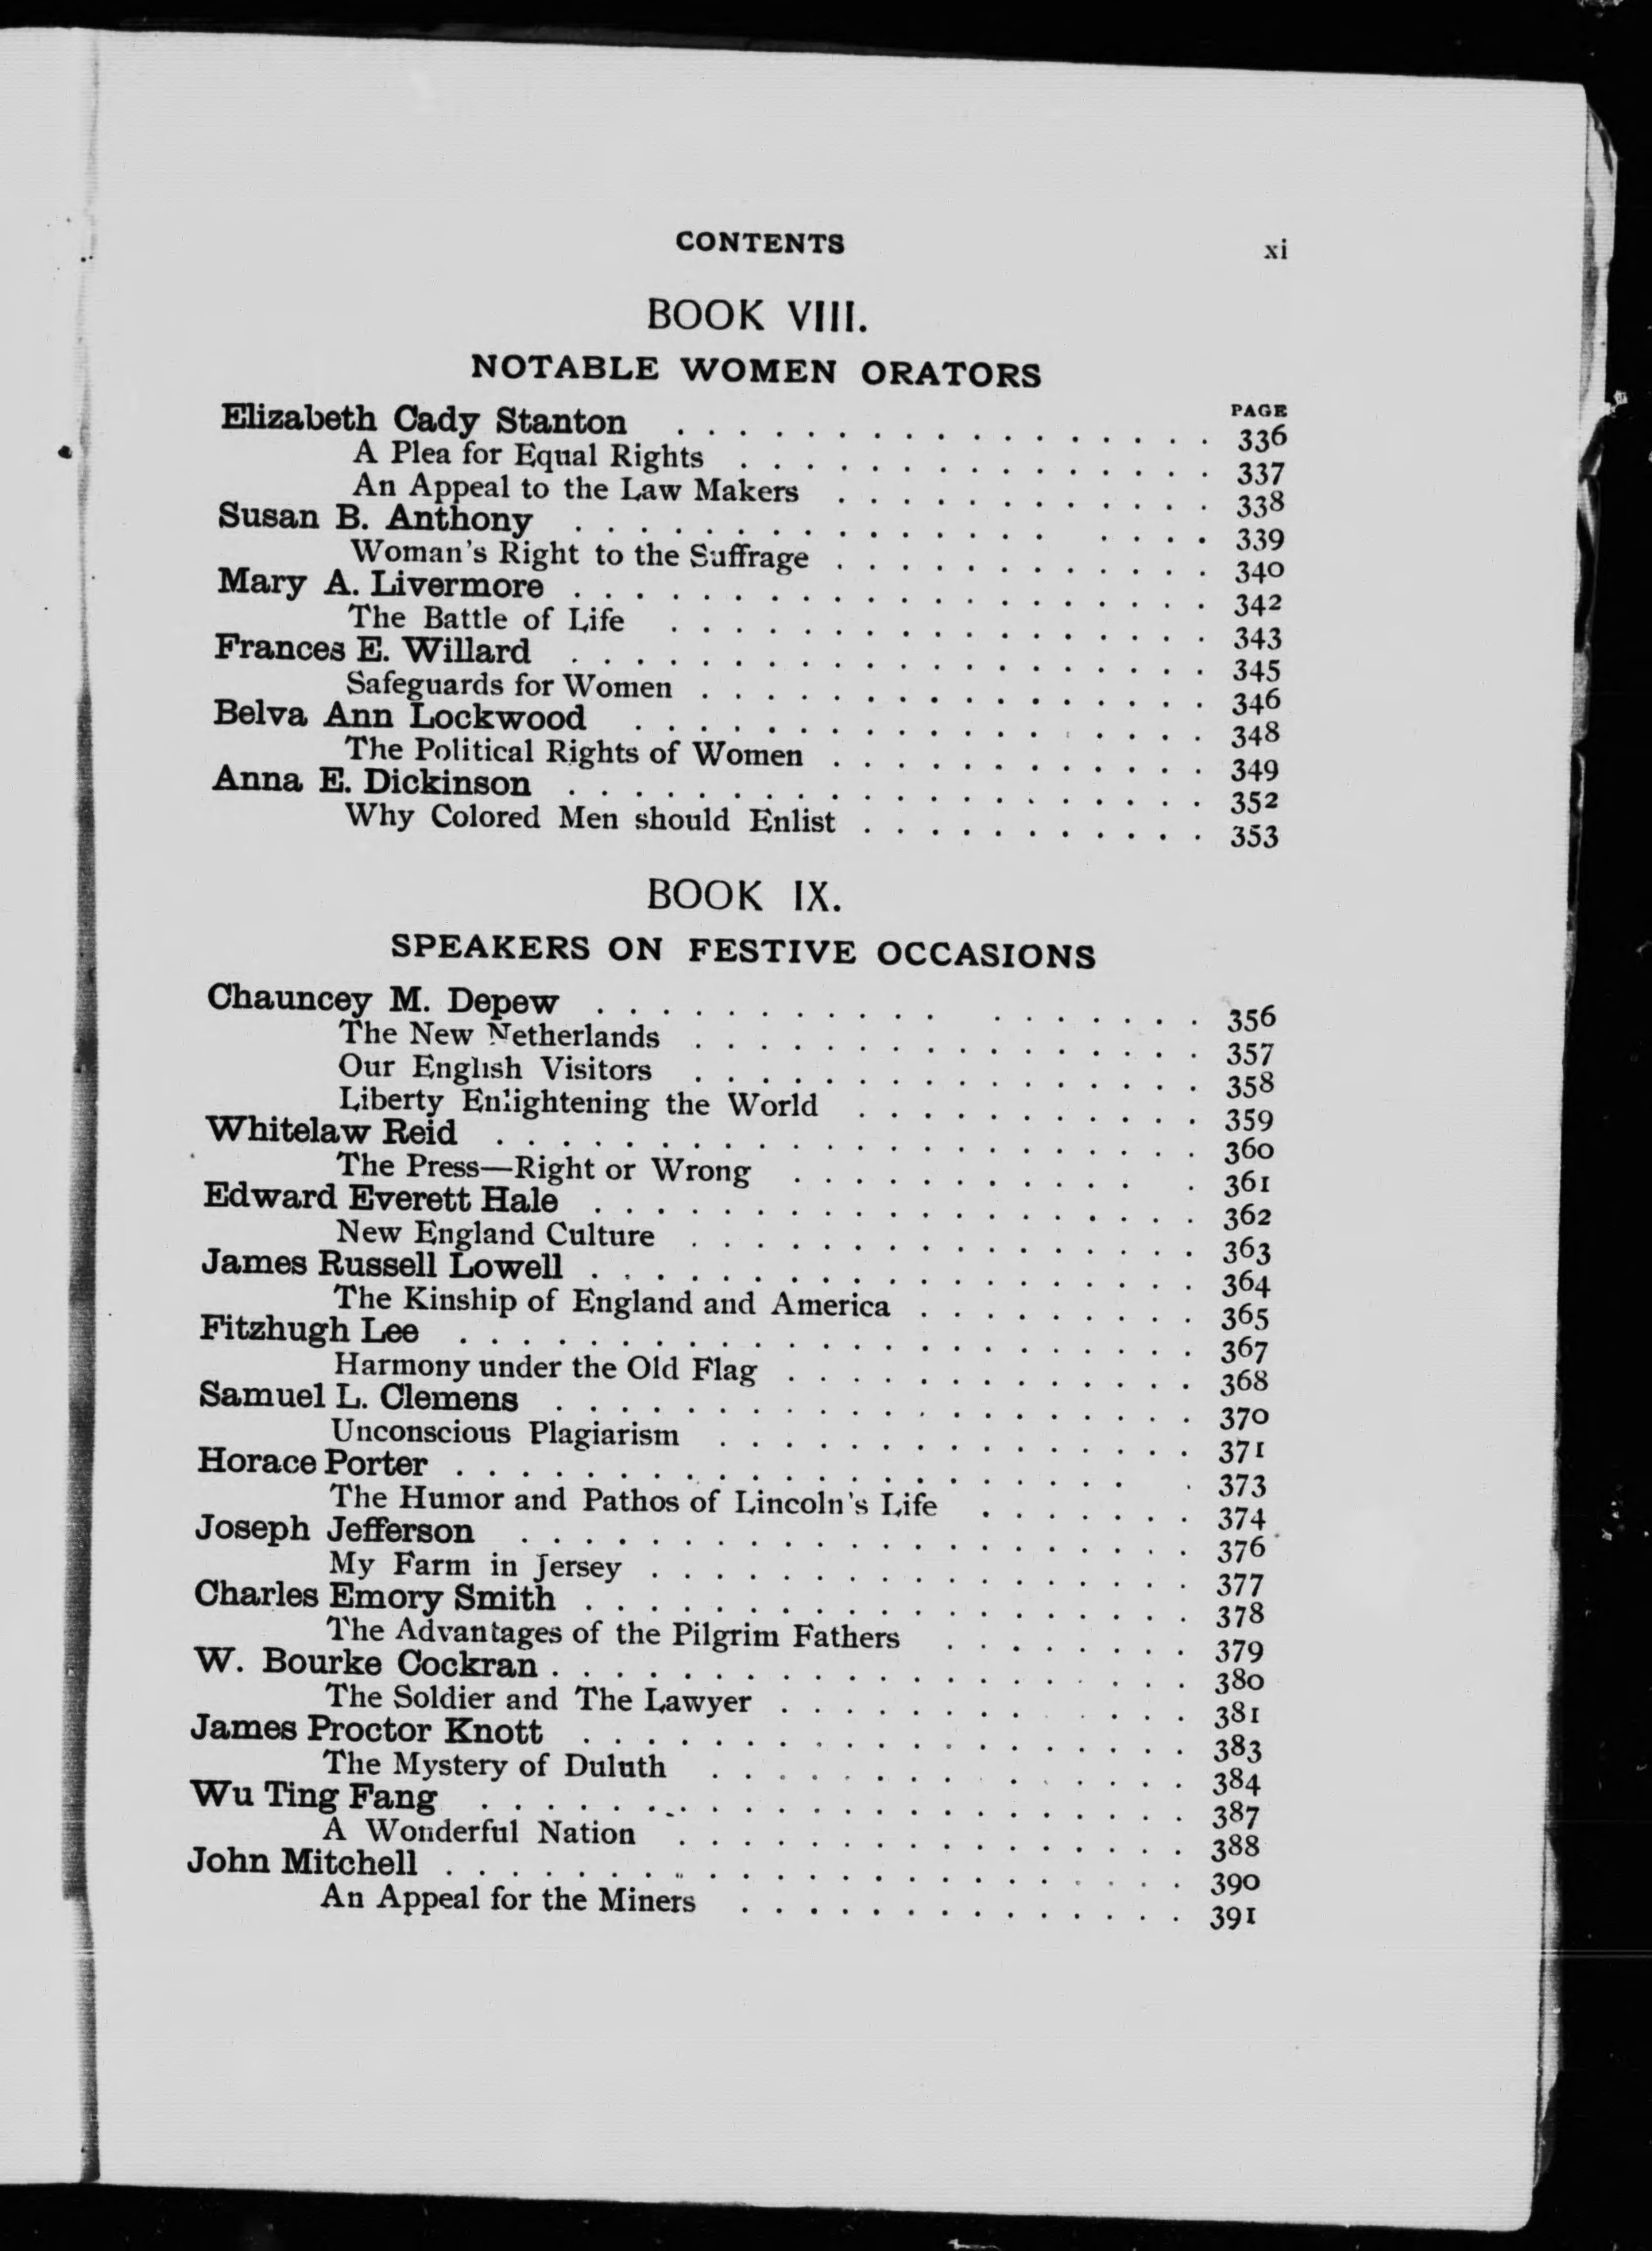 CONTENTS xi
BOOK VIII.
NOTABLE WOMEN ORATORS
PAGE
Elizabeth Cady Stanton . . . . . . . . . . . . . . . . . 336
A Plea for Equal Rights . . . . . . . . . . . . . . . 337
An Appeal to the Law Makers . . . . . . . . . . . . 338
Susan B. Anthony . . . . . . . . . . . . . . . . . . . 339
Woman's Right to the Suffrage . . . . . . . . . . . . 340
Mary A. Livermore . . . . . . . . . . . . . . . . . . . . 342
The Battle of Life . . . . . . . . . . . . . . . . . 343
Frances E. Willard . . . . . . . . . . . . . . . . . . . . 345
Safeguards for Women . . . . . . . . . . . . . . . . 346
Belva Ann Lockwood . . . . . . . . . . . . . . . . . . 348
The Political Rights of Women . . . . . . . . . . . . 349
Anna E. Dickinson . . . . . . . . . . . . . . . . . . . . 352
Why Colored Men should Enlist . . . . . . . . . . . 353
BOOK IX.
SPEAKERS ON FESTIVE OCCASIONS
Chauncey M. Depew . . . . . . . . . . . . . . . . . . 356
The New Netherlands . . . . . . . . . . . . . . . . 357
Our English Visitors . . . . . . . . . . . . . . . . 358
Liberty Enlightening the World . . . . . . . . . . . 359
Whitelaw Reid . . . . . . . . . . . . . . . . . . . . . . 360
The Press—Right or Wrong . . . . . . . . . . . . 361
Edward Everett Hale . . . . . . . . . . . . . . . . . . . 362
New England Culture . . . . . . . . . . . . . . . . 363
James Russell Lowell . . . . . . . . . . . . . . . . . . . 364
The Kinship of England and America . . . . . . . . . 365
Fitzhugh Lee . . . . . . . . . . . . . . . . . . . . . . . 367
Harmony under the Old Flag . . . . . . . . . . . . . 368
Samuel L. Clemens . . . . . . . . . . . . . . . . . . . . 370
Unconscious Plagiarism . . . . . . . . . . . . . . . 371
Horace Porter . . . . . . . . . . . . . . . . . . . . . . 373
The Humor and Pathos of Lincoln's Life . . . . . . . 374
Joseph Jefferson . . . . . . . . . . . . . . . . . . . . . 376
My Farm in Jersey . . . . . . . . . . . . . . . . . 377
Charles Emory Smith . . . . . . . . . . . . . . . . . . . 378
The Advantages of the Pilgrim Fathers . . . . . . . . 379
W. Bourke Cockran . . . . . . . . . . . . . . . . . . . . 380
The Soldier and The Lawyer . . . . . . . . . . . . . 381
James Proctor Knott . . . . . . . . . . . . . . . . . . . 383
The Mystery of Duluth . . . . . . . . . . . . . . . 384
Wu Ting Fang . . . . . . . . . . . . . . . . . . . . . . 387
A Wonderful Nation . . . . . . . . . . . . . . . . 388
John Mitchell . . . . . . . . . . . . . . . . . . . . . . . 390
An Appeal for the Miners . . . . . . . . . . . . . . 391